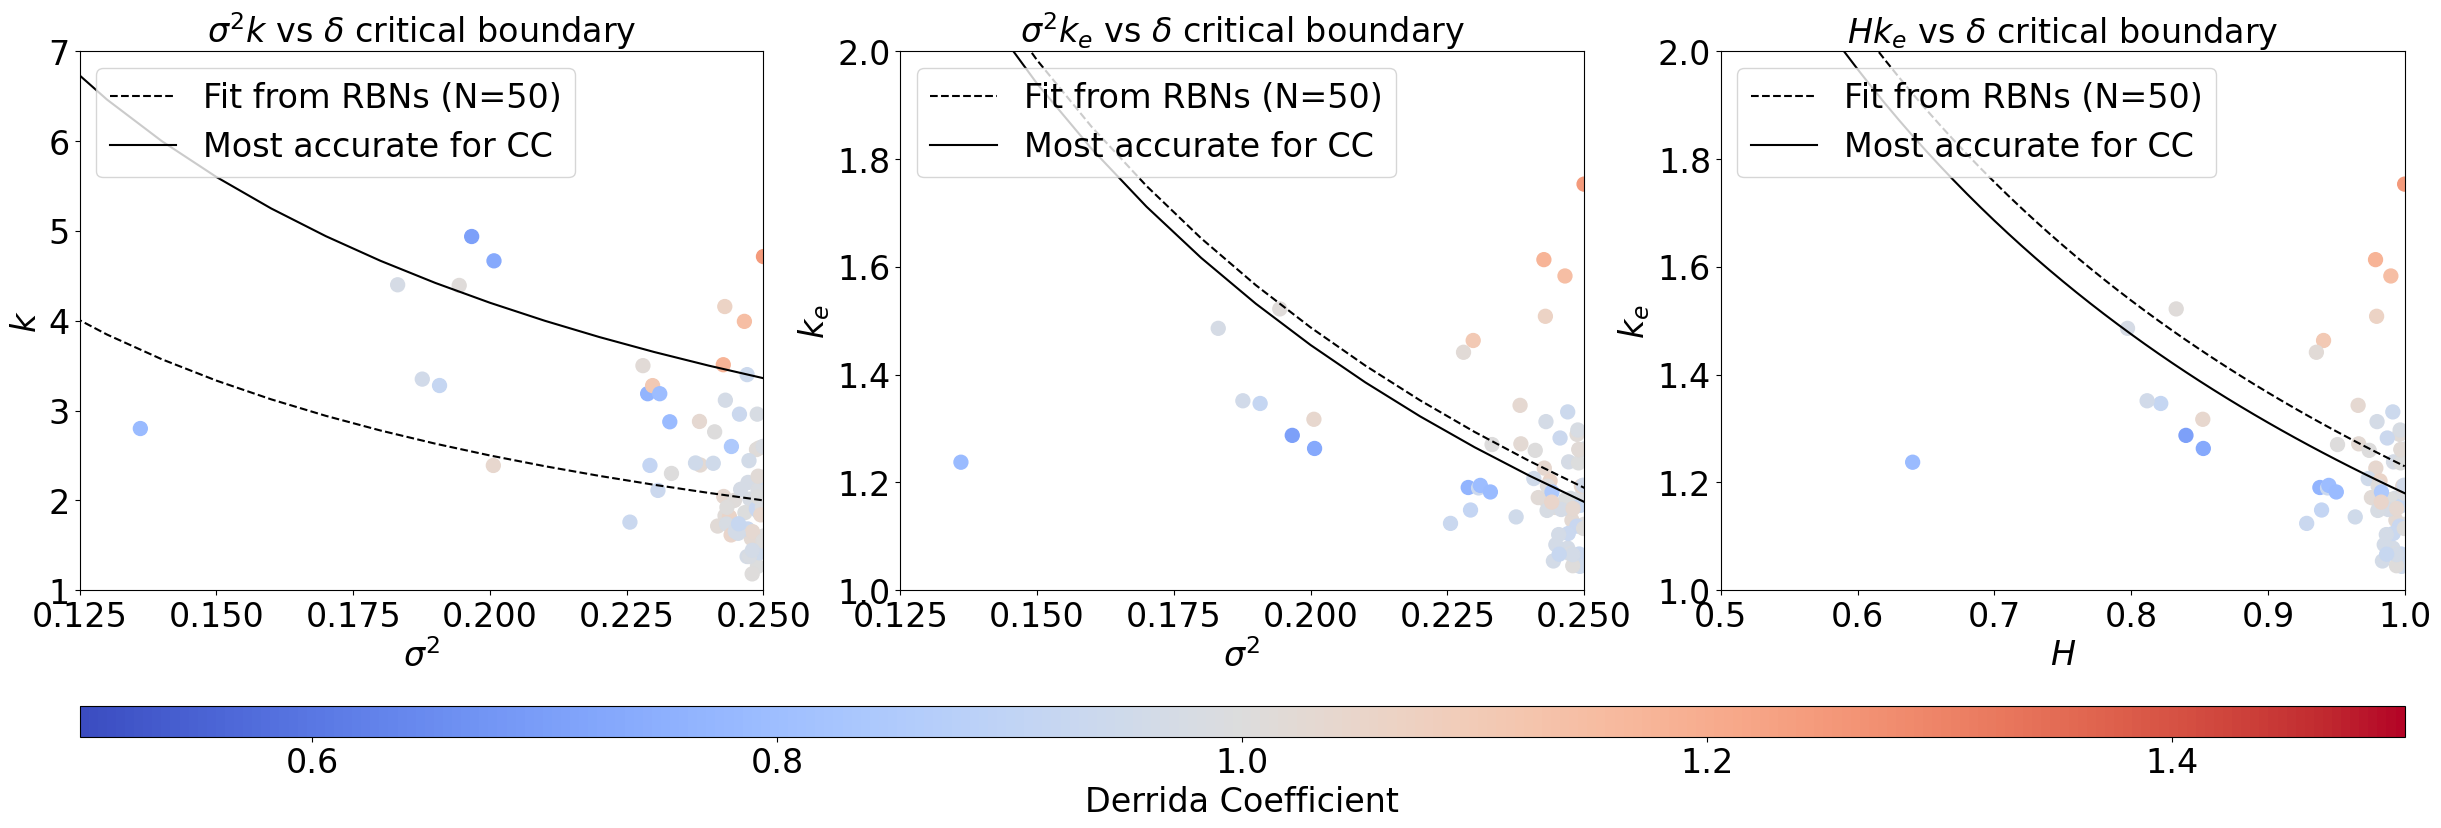 σ²k vs δ critical boundary
7
6
5
4
3
2
1
k
Fit from RBNs (N=50)
Most accurate for CC
0.125 0.150 0.175 0.200 0.225 0.250
σ²
σ²kₑ vs δ critical boundary
2.0
1.8
1.6
1.4
1.2
1.0
kₑ
Fit from RBNs (N=50)
Most accurate for CC
0.125 0.150 0.175 0.200 0.225 0.250
σ²
Hkₑ vs δ critical boundary
2.0
1.8
1.6
1.4
1.2
1.0
kₑ
Fit from RBNs (N=50)
Most accurate for CC
0.5 0.6 0.7 0.8 0.9 1.0
H
0.6 0.8 1.0 1.2 1.4
Derrida Coefficient